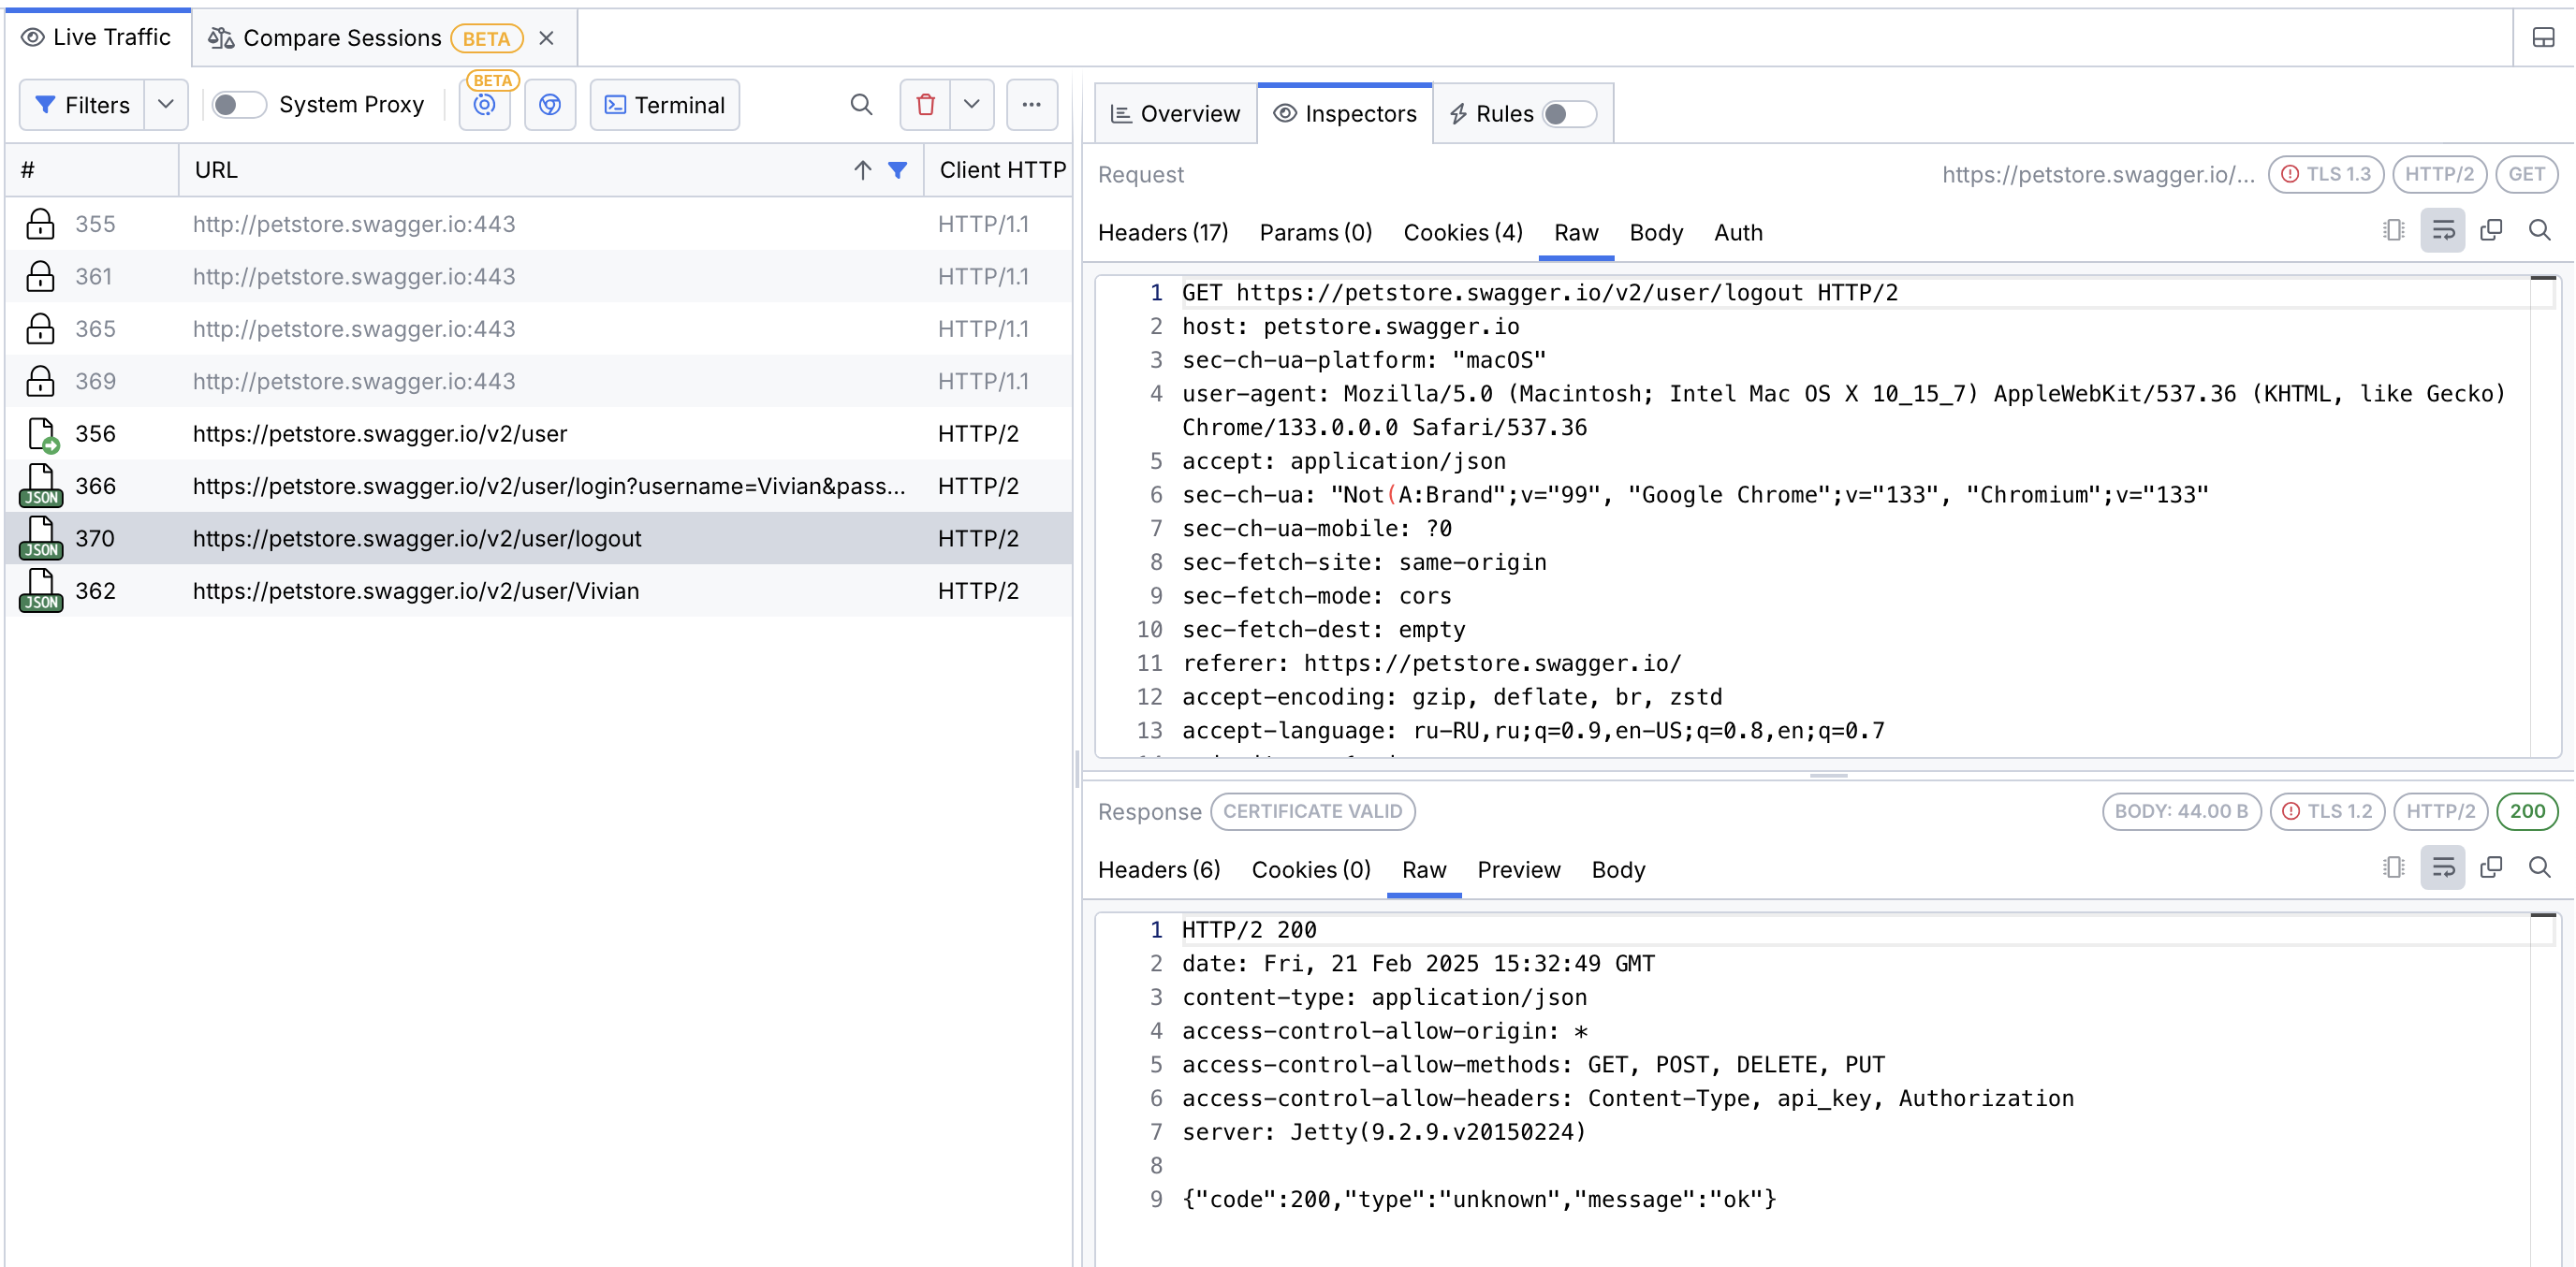 Live Traffic
Compare Sessions BETA
Filters
System Proxy
BETA
Terminal
# URL Client HTTP
355 http://petstore.swagger.io:443 HTTP/1.1
361 http://petstore.swagger.io:443 HTTP/1.1
365 http://petstore.swagger.io:443 HTTP/1.1
369 http://petstore.swagger.io:443 HTTP/1.1
356 https://petstore.swagger.io/v2/user HTTP/2
JSON 366 https://petstore.swagger.io/v2/user/login?username=Vivian&pass... HTTP/2
JSON 370 https://petstore.swagger.io/v2/user/logout HTTP/2
JSON 362 https://petstore.swagger.io/v2/user/Vivian HTTP/2
Overview Inspectors Rules
Request https://petstore.swagger.io/... TLS 1.3 HTTP/2 GET
Headers (17) Params (0) Cookies (4) Raw Body Auth
1 GET https://petstore.swagger.io/v2/user/logout HTTP/2
2 host: petstore.swagger.io
3 sec-ch-ua-platform: "macOS"
4 user-agent: Mozilla/5.0 (Macintosh; Intel Mac OS X 10_15_7) AppleWebKit/537.36 (KHTML, like Gecko)
Chrome/133.0.0.0 Safari/537.36
5 accept: application/json
6 sec-ch-ua: "Not(A:Brand";v="99", "Google Chrome";v="133", "Chromium";v="133"
7 sec-ch-ua-mobile: ?0
8 sec-fetch-site: same-origin
9 sec-fetch-mode: cors
10 sec-fetch-dest: empty
11 referer: https://petstore.swagger.io/
12 accept-encoding: gzip, deflate, br, zstd
13 accept-language: ru-RU,ru;q=0.9,en-US;q=0.8,en;q=0.7
Response CERTIFICATE VALID BODY: 44.00 B TLS 1.2 HTTP/2 200
Headers (6) Cookies (0) Raw Preview Body
1 HTTP/2 200
2 date: Fri, 21 Feb 2025 15:32:49 GMT
3 content-type: application/json
4 access-control-allow-origin: *
5 access-control-allow-methods: GET, POST, DELETE, PUT
6 access-control-allow-headers: Content-Type, api_key, Authorization
7 server: Jetty(9.2.9.v20150224)
8
9 {"code":200,"type":"unknown","message":"ok"}